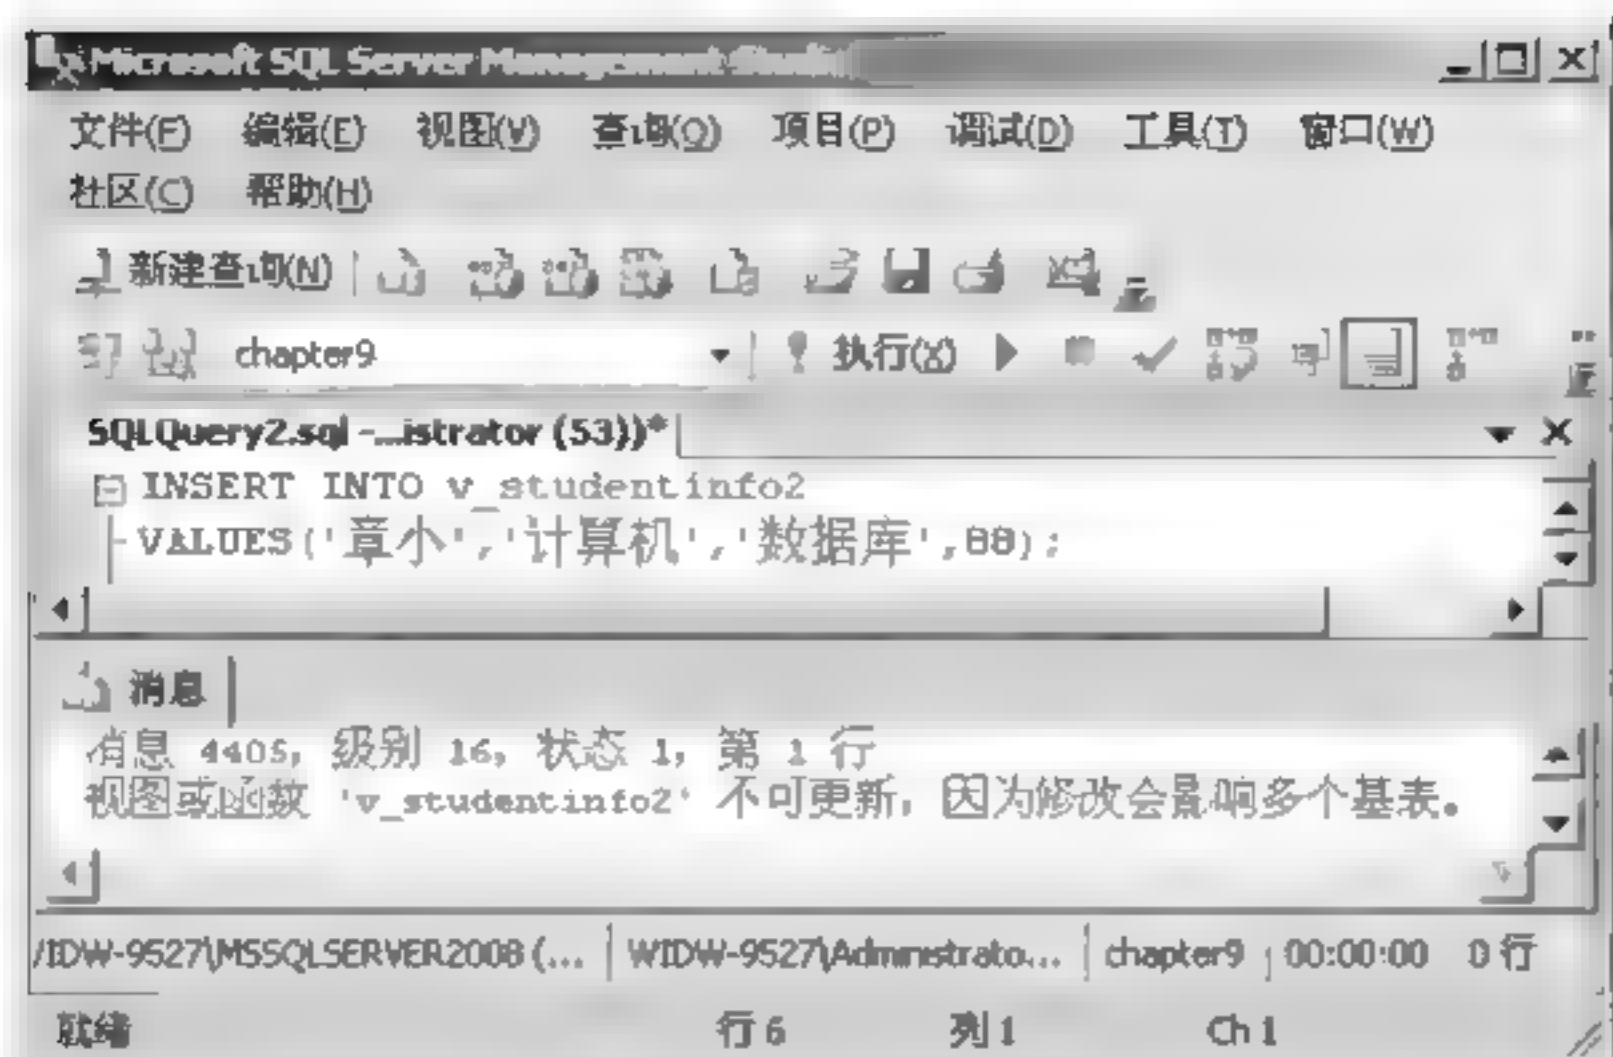 Microsoft SQL Server Management Studio
文件(F) 编辑(E) 视图(V) 查询(Q) 项目(P) 调试(D) 工具(T) 窗口(W)
社区(C) 帮助(H)
新建查询(N)
chapter9 执行(X)
SQLQuery2.sql -...istrator (53))*
INSERT INTO v_studentinfo2
VALUES('章小','计算机','数据库',88);
消息
消息 4405，级别 16，状态 1，第 1 行
视图或函数 'v_studentinfo2' 不可更新，因为修改会影响多个基表。
/IDW-9527\MSSQLSERVER2008 (... WIDW-9527\Administrato... chapter9 00:00:00 0 行
就绪 行 6 列 1 Ch 1